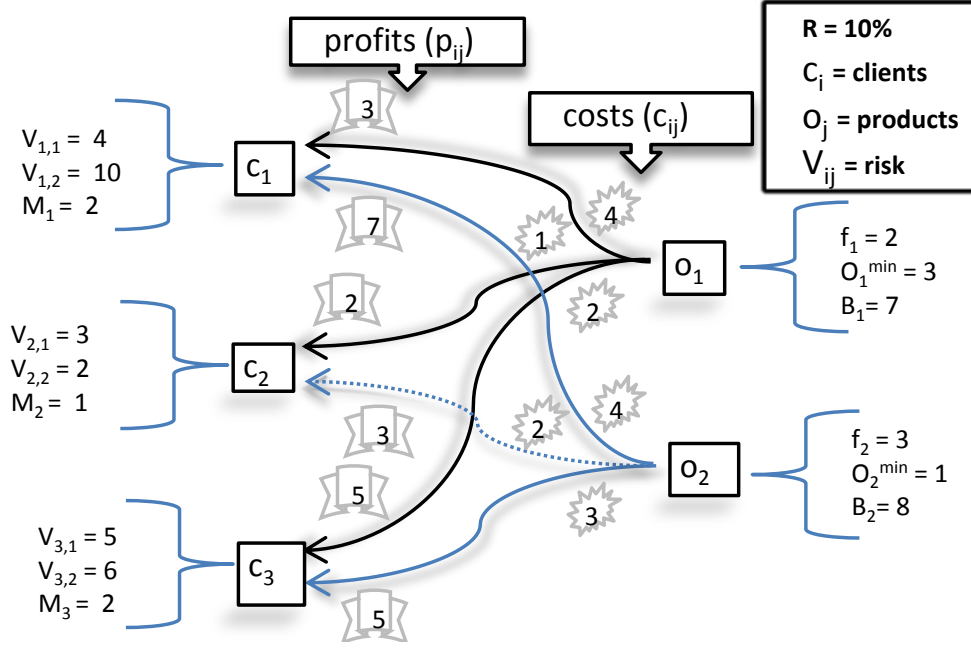 profits (pᵢⱼ)
R = 10%
Cᵢ = clients
Oⱼ = products
Vᵢⱼ = risk
costs (cᵢⱼ)
3
V₁,₁ = 4
V₁,₂ = 10
M₁ = 2
c₁
7
1
4
2
o₁
f₁ = 2
O₁ᵐⁱⁿ = 3
B₁= 7
2
V₂,₁ = 3
V₂,₂ = 2
M₂ = 1
c₂
3
2
4
3
o₂
f₂ = 3
O₂ᵐⁱⁿ = 1
B₂= 8
5
V₃,₁ = 5
V₃,₂ = 6
M₃ = 2
c₃
5